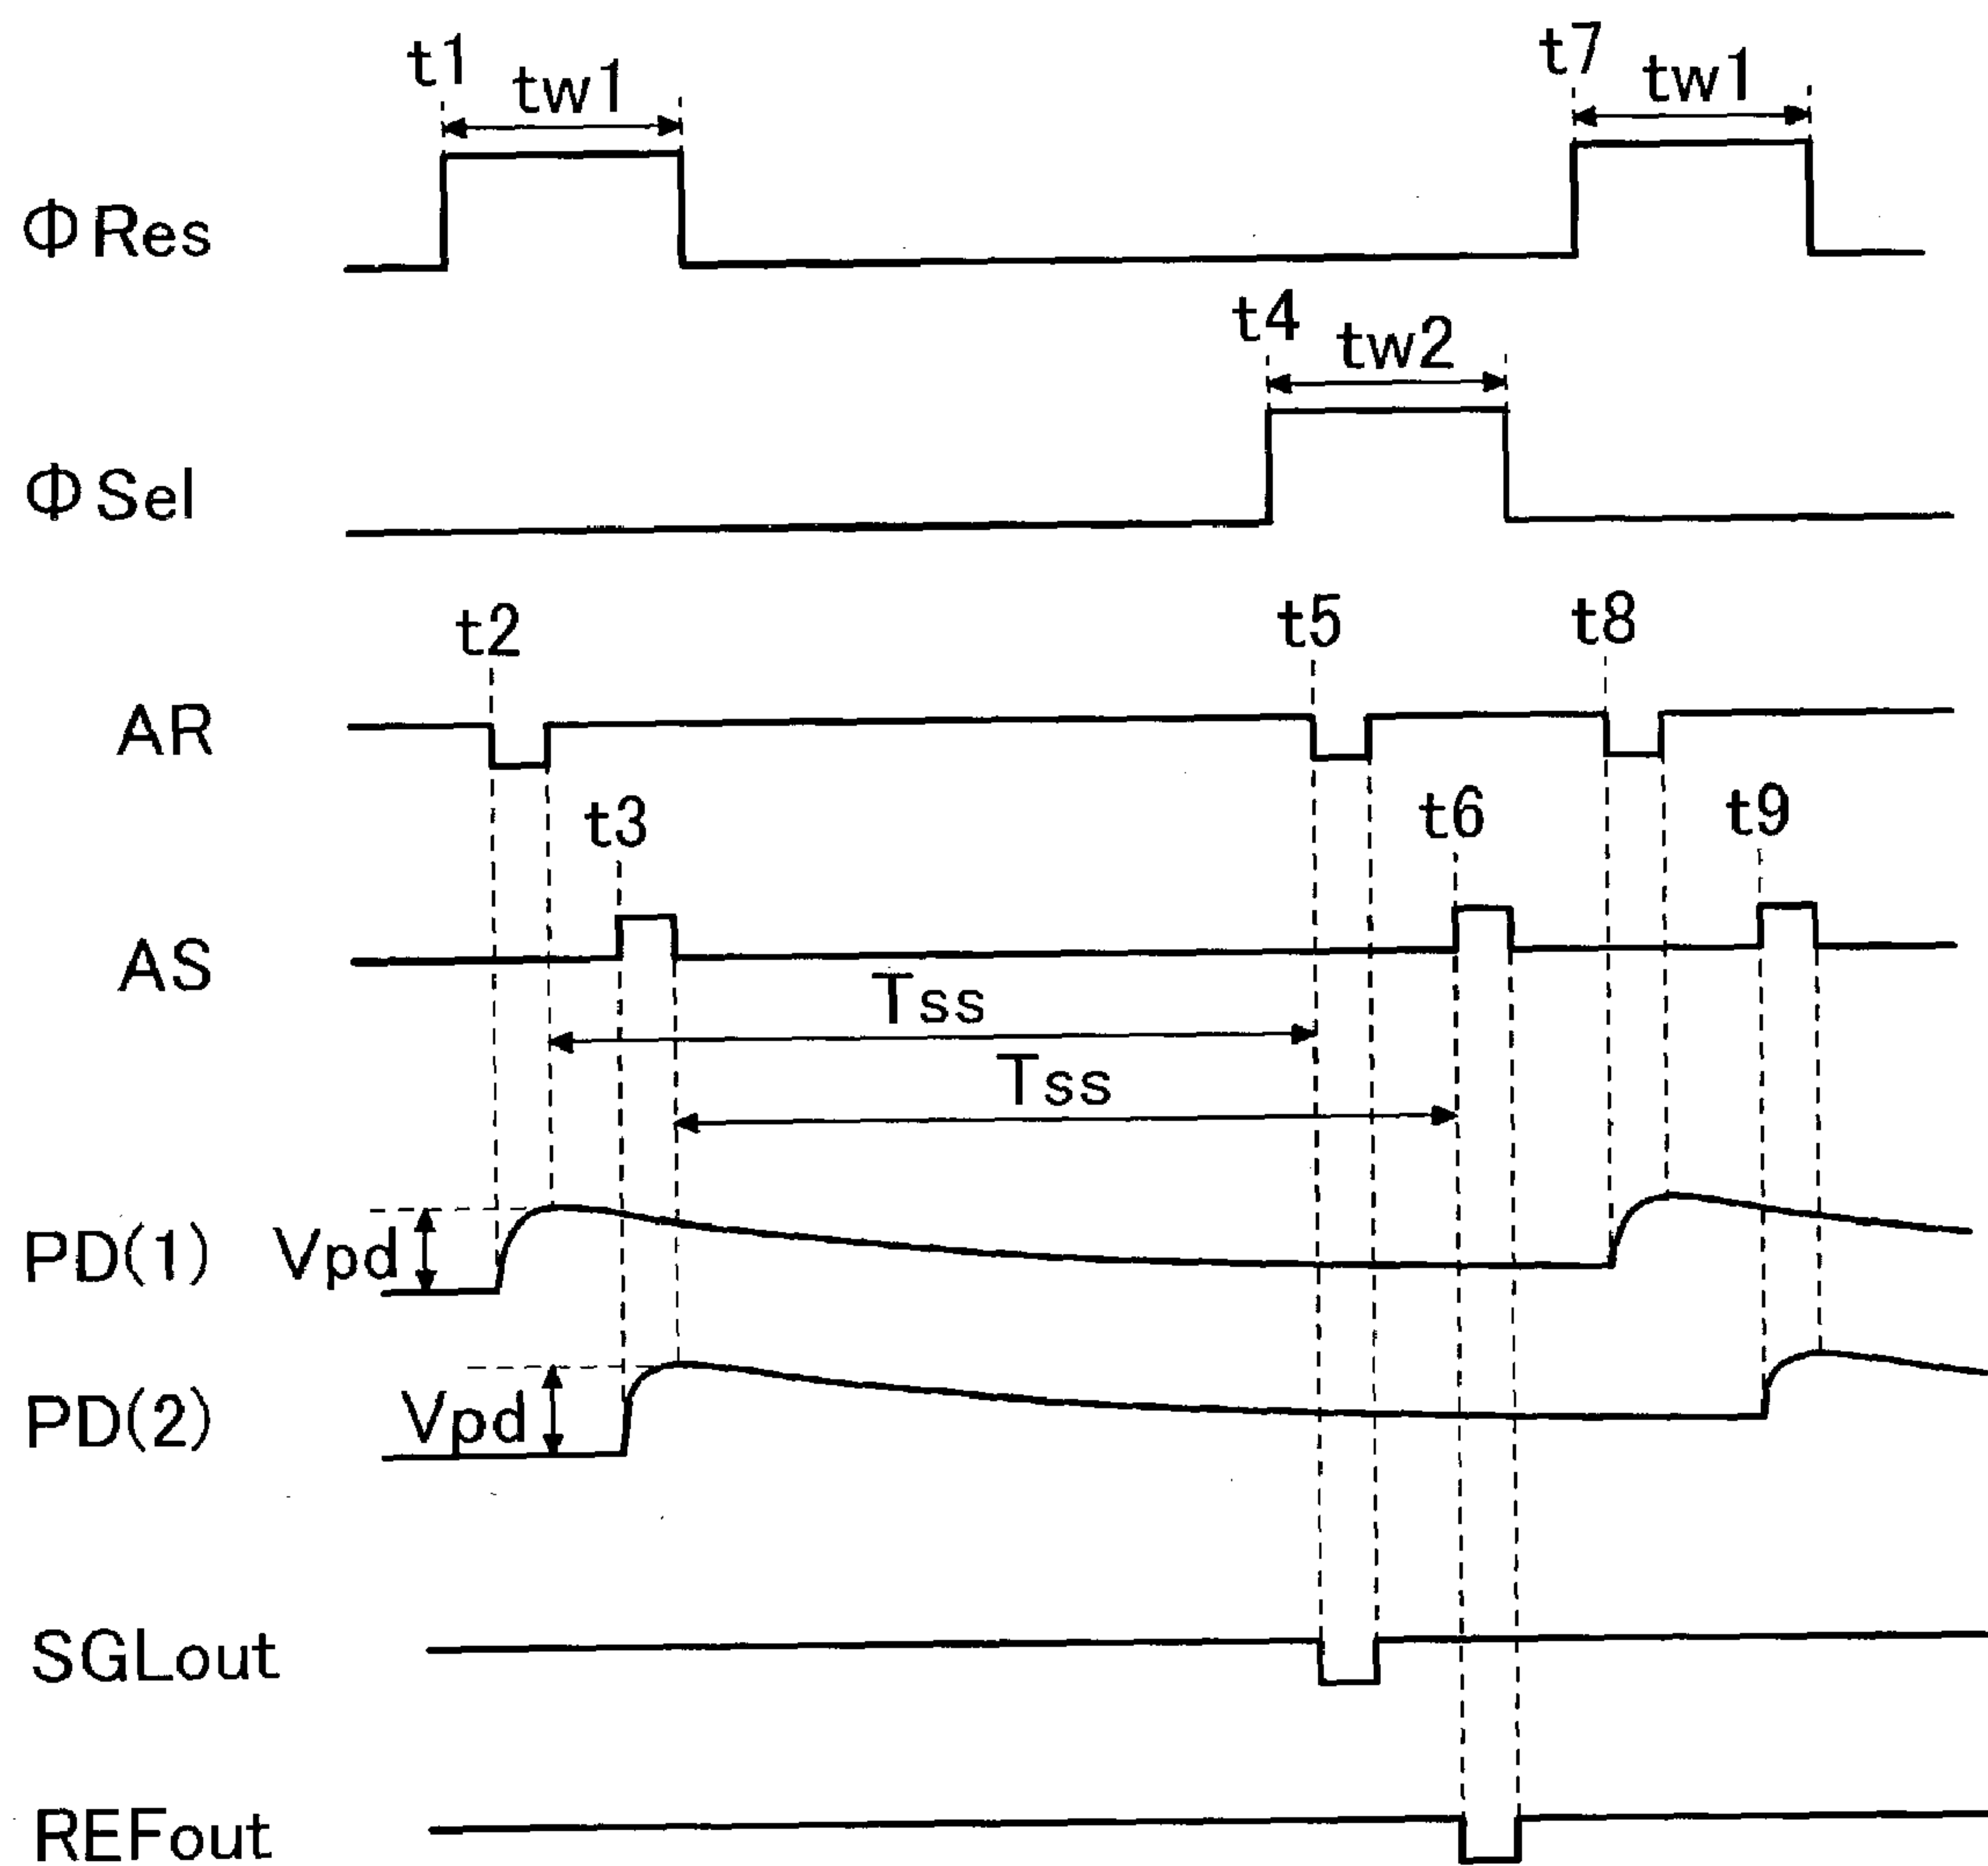 t1 tw1 t7 tw1
ΦRes
t4 tw2
ΦSel
t2 t5 t8
AR
t3 t6 t9
AS
Tss
Tss
PD(1) Vpd
PD(2) Vpd
SGLout
REFout